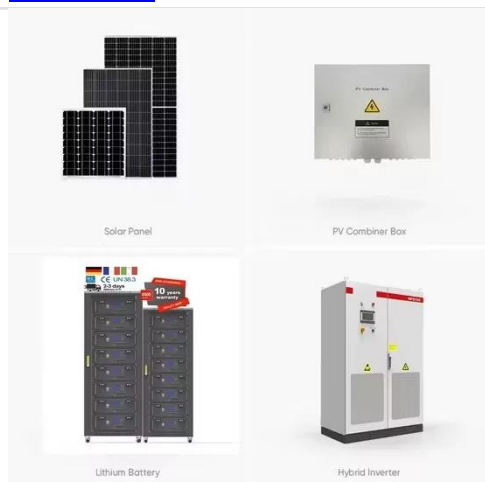 Solar Panel
PV Combiner Box
PV Combiner Box
CE UN38.3
2-3 days
10 years
warranty
Lithium Battery
Hybrid Inverter